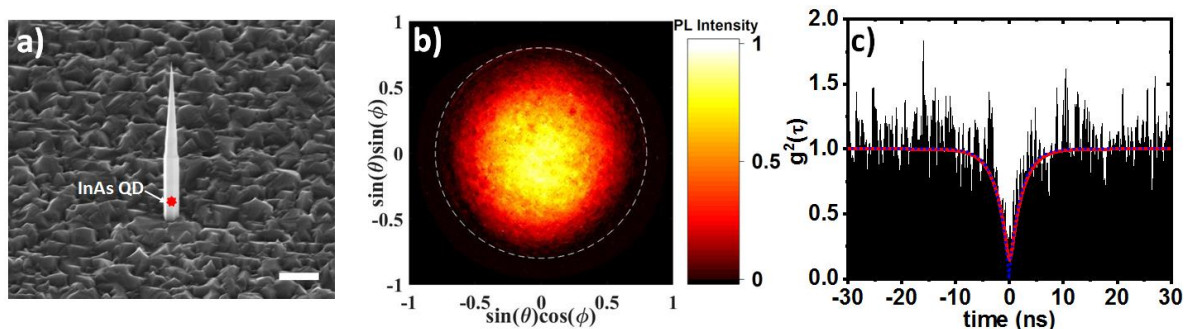 a)
InAs QD
b)
PL Intensity
1
0.5
0
sin(θ)sin(ϕ)
1
0.5
0
-0.5
-1
-1
-0.5
0
0.5
1
sin(θ)cos(ϕ)
c)
g²(τ)
2.0
1.5
1.0
0.5
0.0
-30 -20 -10 0 10 20 30
time (ns)